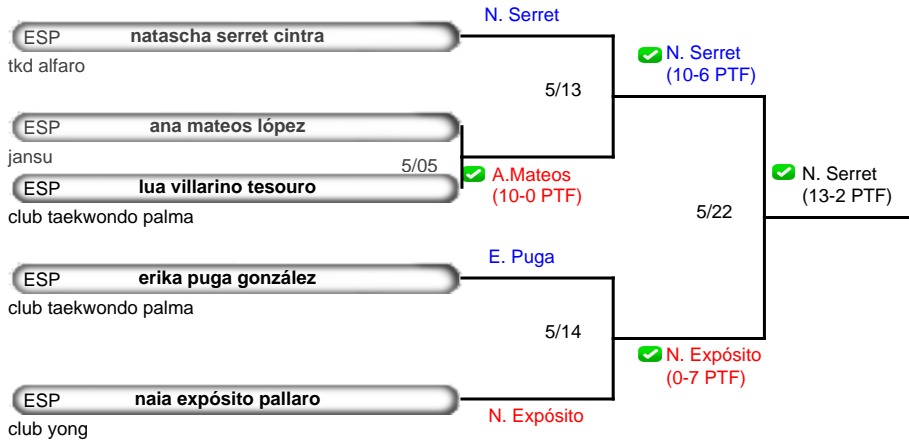 N. Serret
ESP natascha serret cintra
tkd alfaro
N. Serret
(10-6 PTF)
5/13
ESP ana mateos lópez
jansu
5/05
A.Mateos
(10-0 PTF)
ESP lua villarino tesouro
club taekwondo palma
N. Serret
(13-2 PTF)
5/22
E. Puga
ESP erika puga gonzález
club taekwondo palma
5/14
N. Expósito
(0-7 PTF)
ESP naia expósito pallaro
N. Expósito
club yong